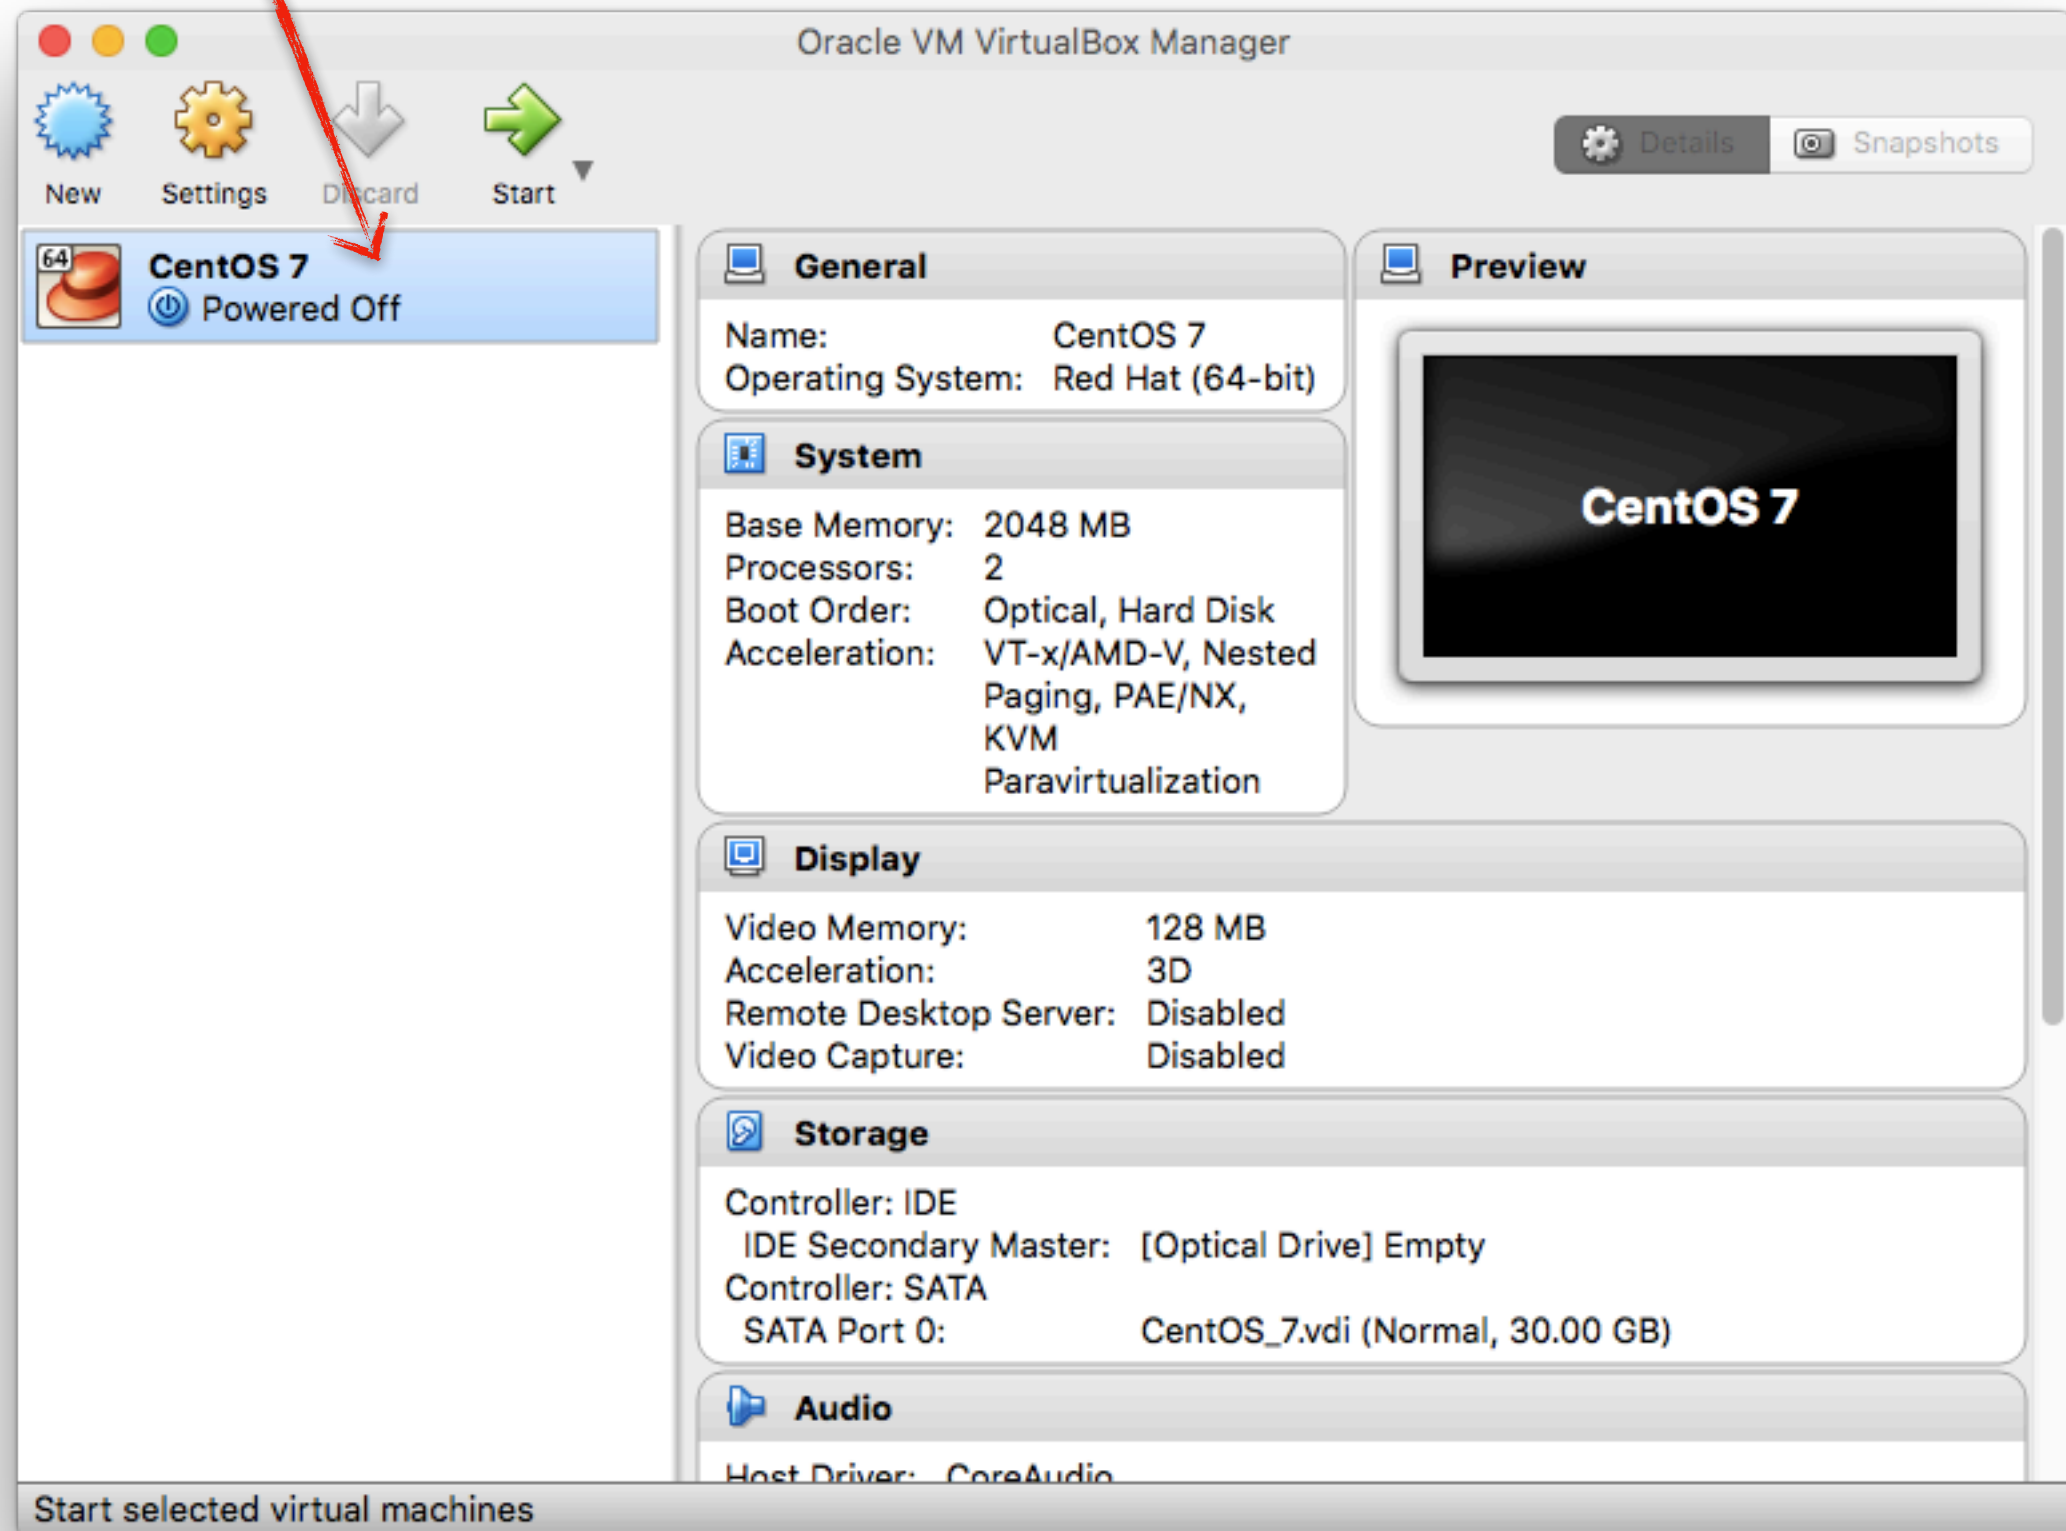 Oracle VM VirtualBox Manager
New
Settings
Discard
Start
Details
Snapshots
64
CentOS 7
Powered Off
General
Name: CentOS 7
Operating System: Red Hat (64-bit)
Preview
CentOS 7
System
Base Memory: 2048 MB
Processors: 2
Boot Order: Optical, Hard Disk
Acceleration: VT-x/AMD-V, Nested
Paging, PAE/NX,
KVM
Paravirtualization
Display
Video Memory: 128 MB
Acceleration: 3D
Remote Desktop Server: Disabled
Video Capture: Disabled
Storage
Controller: IDE
IDE Secondary Master: [Optical Drive] Empty
Controller: SATA
SATA Port 0: CentOS_7.vdi (Normal, 30.00 GB)
Audio
Host Driver: CoreAudio
Start selected virtual machines